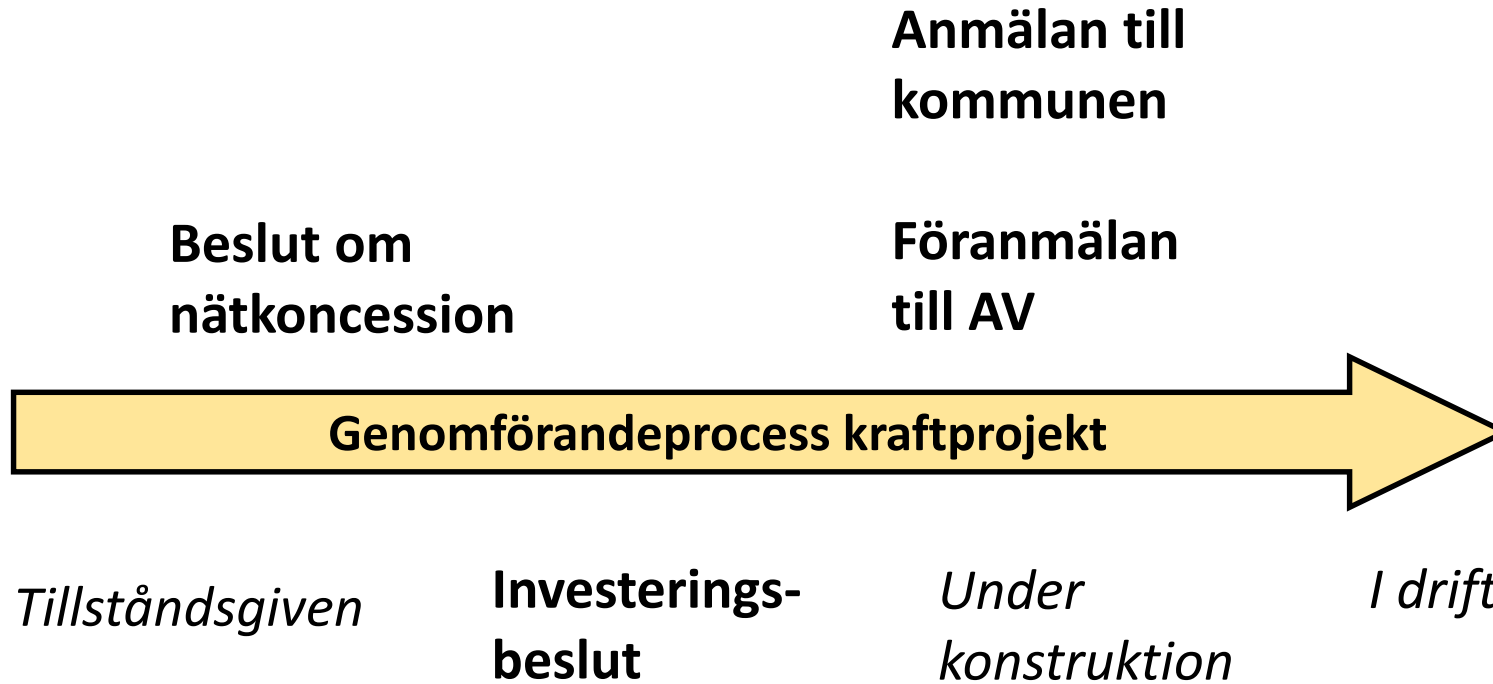 Anmälan till
kommunen
Beslut om
nätkoncession
Föranmälan
till AV
Genomförandeprocess kraftprojekt
Tillståndsgiven
Investerings-
beslut
Under
konstruktion
I drift